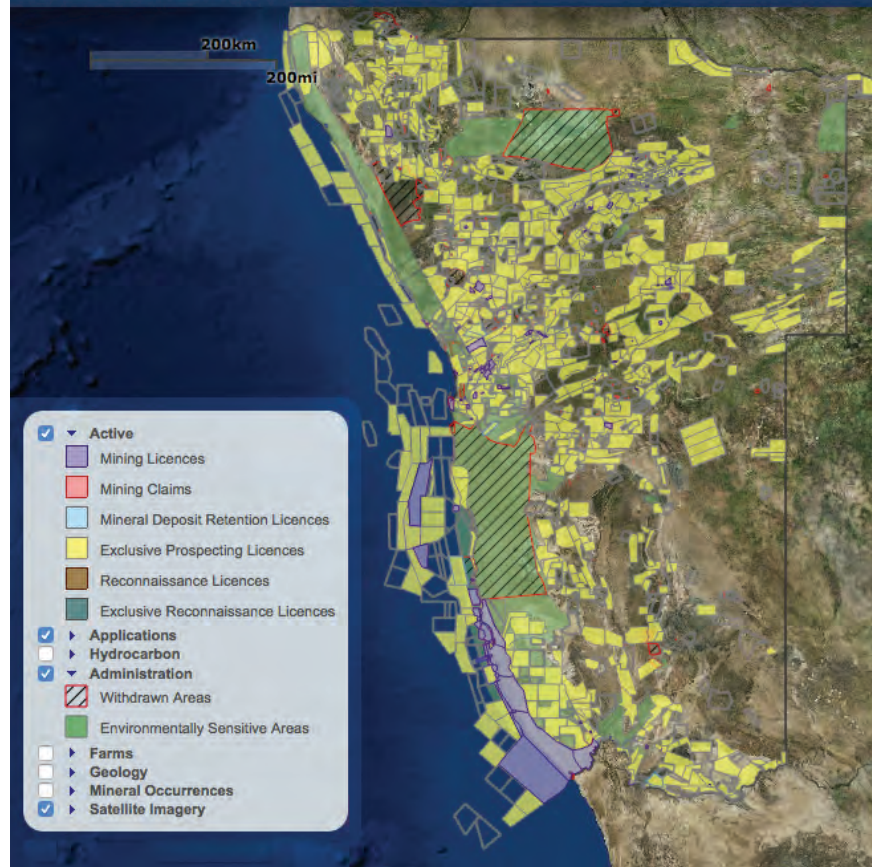 200km
200mi
Active
Mining Licences
Mining Claims
Mineral Deposit Retention Licences
Exclusive Prospecting Licences
Reconnaissance Licences
Exclusive Reconnaissance Licences
Applications
Hydrocarbon
Administration
Withdrawn Areas
Environmentally Sensitive Areas
Farms
Geology
Mineral Occurrences
Satellite Imagery